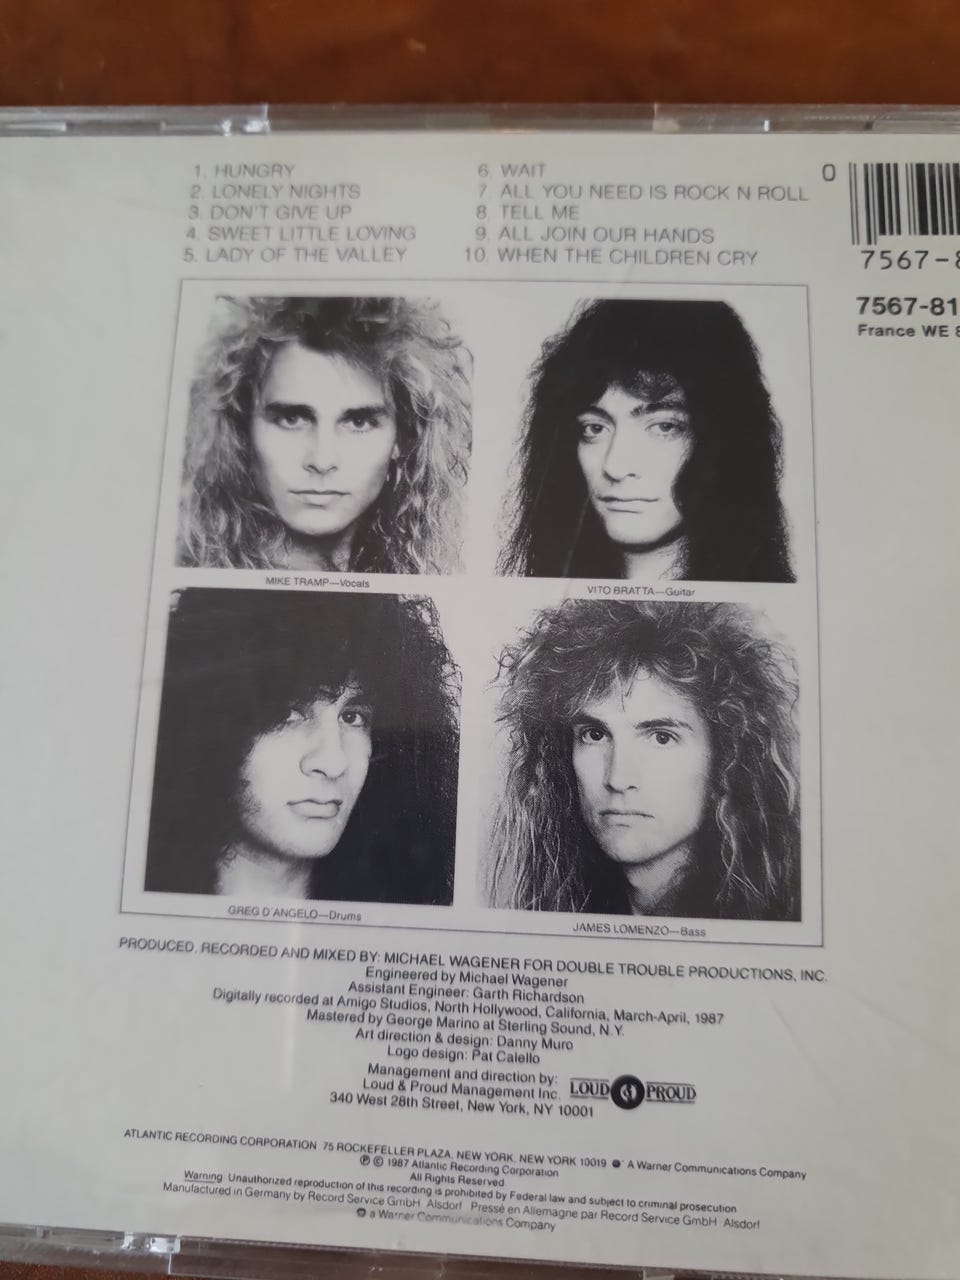 1. HUNGRY
2. LONELY NIGHTS
3. DON'T GIVE UP
4. SWEET LITTLE LOVING
5. LADY OF THE VALLEY
6. WAIT
7. ALL YOU NEED IS ROCK N ROLL
8. TELL ME
9. ALL JOIN OUR HANDS
10. WHEN THE CHILDREN CRY
0
7567-8
7567-81
France WE 8
MIKE TRAMP—Vocals
VITO BRATTA—Guitar
GREG D'ANGELO—Drums
JAMES LOMENZO—Bass
PRODUCED, RECORDED AND MIXED BY: MICHAEL WAGENER FOR DOUBLE TROUBLE PRODUCTIONS, INC.
Engineered by Michael Wagener
Assistant Engineer: Garth Richardson
Digitally recorded at Amigo Studios, North Hollywood, California, March-April, 1987
Mastered by George Marino at Sterling Sound, N.Y.
Art direction & design: Danny Muro
Logo design: Pat Calello
Management and direction by:
Loud & Proud Management Inc.
340 West 28th Street, New York, NY 10001
LOUD & PROUD
ATLANTIC RECORDING CORPORATION 75 ROCKEFELLER PLAZA, NEW YORK, NEW YORK 10019 A Warner Communications Company
℗ © 1987 Atlantic Recording Corporation
All Rights Reserved.
Warning Unauthorized reproduction of this recording is prohibited by Federal law and subject to criminal prosecution
Manufactured in Germany by Record Service GmbH Alsdorf Pressé en Allemagne par Record Service GmbH Alsdorf
a Warner Communications Company